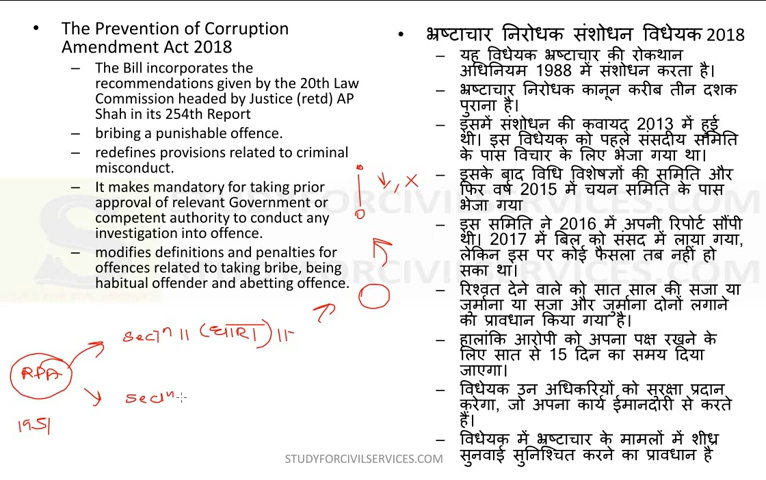 The Prevention of Corruption
Amendment Act 2018
– The Bill incorporates the
recommendations given by the 20th Law
Commission headed by Justice (retd) AP
Shah in its 254th Report
– bribing a punishable offence.
– redefines provisions related to criminal
misconduct.
– It makes mandatory for taking prior
approval of relevant Government or
competent authority to conduct any
investigation into offence.
– modifies definitions and penalties for
offences related to taking bribe, being
habitual offender and abetting offence.
secⁿ 11 (धारा) 11
RPA
1951
secⁿ
• भ्रष्टाचार निरोधक संशोधन विधेयक 2018
– यह विधेयक भ्रष्टाचार की रोकथान
अधिनियम 1988 में संशोधन करता है।
– भ्रष्टाचार निरोधक कानून करीब तीन दशक
पुराना है।
– इसमें संशोधन की कवायद 2013 में हुई
थी। इस विधेयक को पहले संसदीय समिति
के पास विचार के लिए भेजा गया था।
– इसके बाद विधि विशेषज्ञों की समिति और
फिर वर्ष 2015 में चयन समिति के पास
भेजा गया
– इस समिति ने 2016 में अपनी रिपोर्ट सौंपी
थी। 2017 में बिल को संसद में लाया गया,
लेकिन इस पर कोई फैसला तब नहीं हो
सका था।
– रिश्वत देने वाले को सात साल की सजा या
जुर्माना या सजा और जुर्माना दोनों लगाने
का प्रावधान किया गया है।
– हालांकि आरोपी को अपना पक्ष रखने के
लिए सात से 15 दिन का समय दिया
जाएगा।
– विधेयक उन अधिकारियों को सुरक्षा प्रदान
करेगा, जो अपना कार्य ईमानदारी से करते
हैं।
– विधेयक में भ्रष्टाचार के मामलों में शीघ्र
सुनवाई सुनिश्चित करने का प्रावधान है
STUDYFORCIVILSERVICES.COM